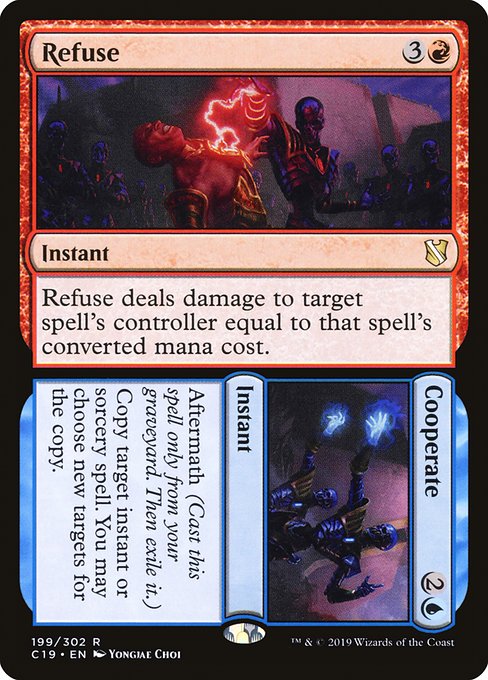 Refuse 3
Instant
Refuse deals damage to target
spell's controller equal to that spell's
converted mana cost.
Cooperate 2
Instant
Aftermath (Cast this
spell only from your
graveyard. Then exile it.)
Copy target instant or
sorcery spell. You may
choose new targets for
the copy.
199/302 R
C19 • EN Yongjae Choi
™ & © 2019 Wizards of the Coast